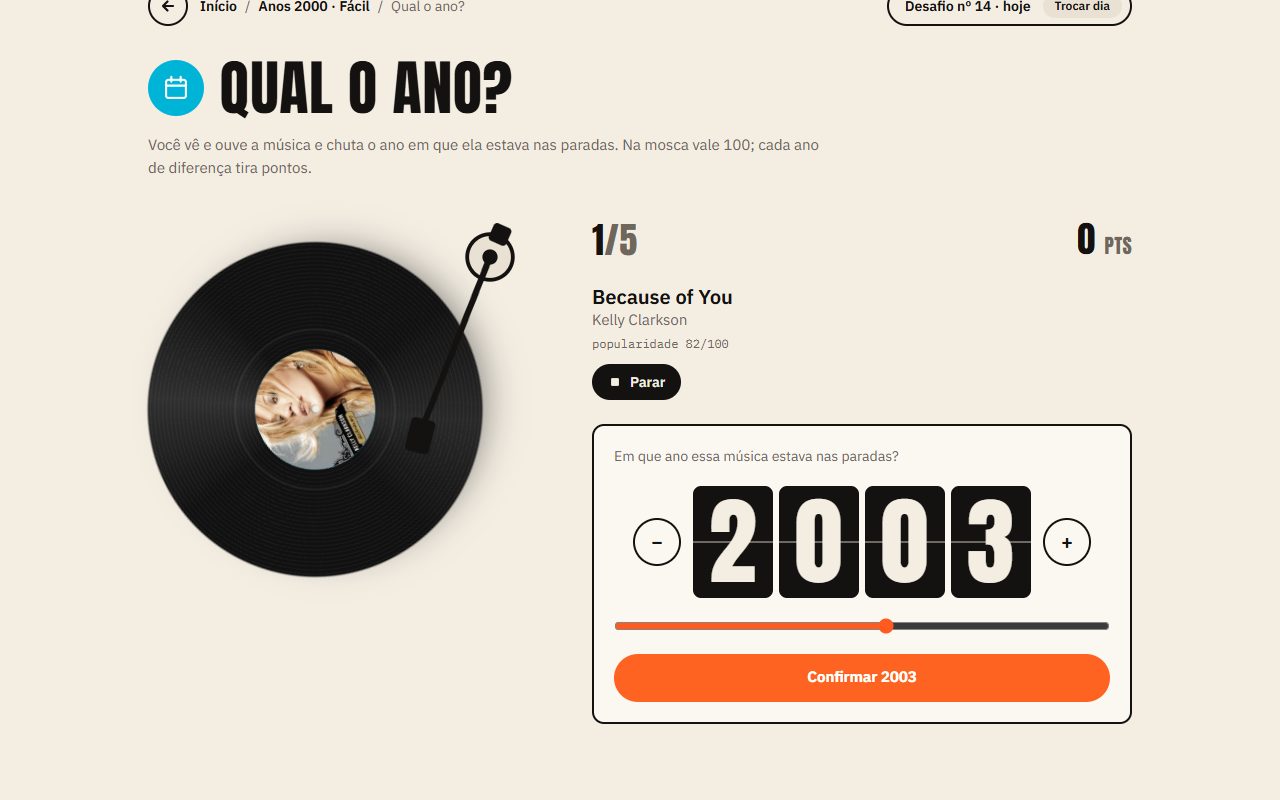 Início / Anos 2000 · Fácil / Qual o ano?
Desafio nº 14 · hoje Trocar dia
QUAL O ANO?
Você vê e ouve a música e chuta o ano em que ela estava nas paradas. Na mosca vale 100; cada ano
de diferença tira pontos.
1/5
0 PTS
Because of You
Kelly Clarkson
popularidade 82/100
Parar
Em que ano essa música estava nas paradas?
− 2003 +
Confirmar 2003